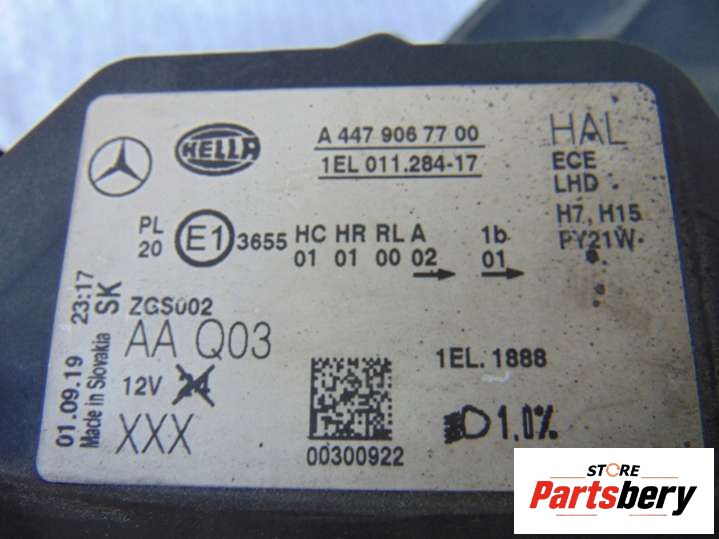 HELLA
A 447 906 77 00
1EL 011.284-17
HAL
ECE
LHD
H7, H15
PY21W
PL
20
E1
3655
HC HR RL A 1b
01 01 00 02 01
01.09.19 23:17
Made in Slovakia SK
ZGS002
AA Q03
12V 24
XXX
00300922
1EL. 1888
1,0%
STORE
Partsbery